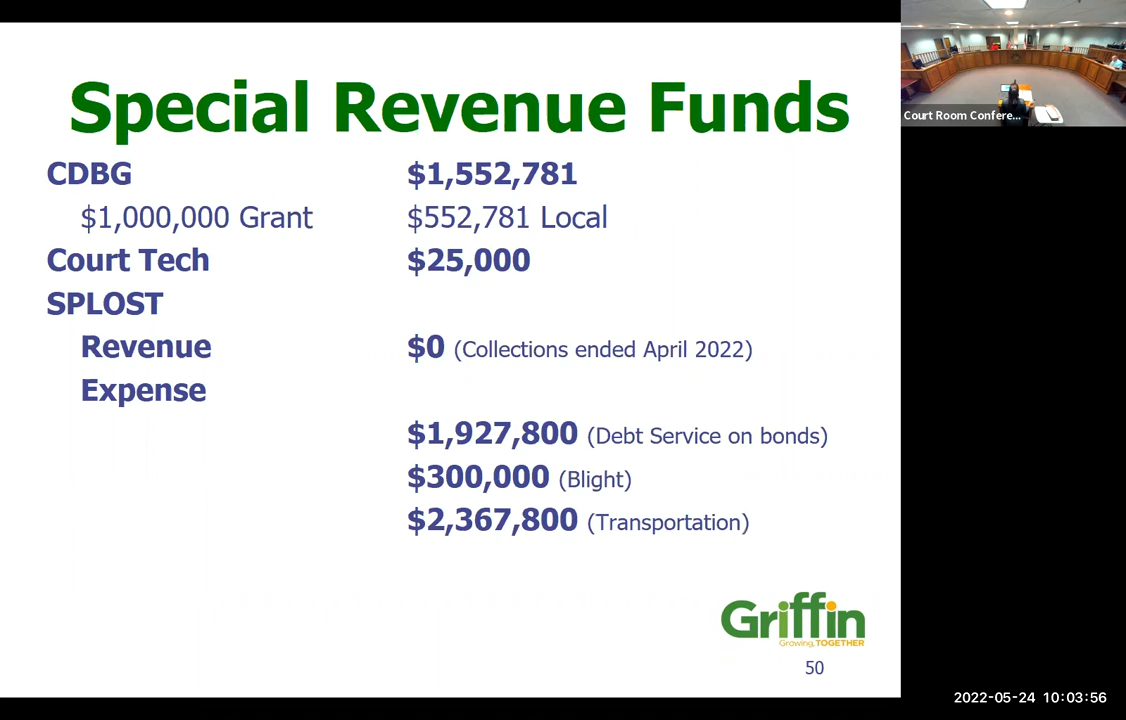 Special Revenue Funds
CDBG $1,552,781
$1,000,000 Grant $552,781 Local
Court Tech $25,000
SPLOST
Revenue $0 (Collections ended April 2022)
Expense
$1,927,800 (Debt Service on bonds)
$300,000 (Blight)
$2,367,800 (Transportation)
Griffin
Growing, TOGETHER
50
Court Room Confere...
2022-05-24 10:03:56